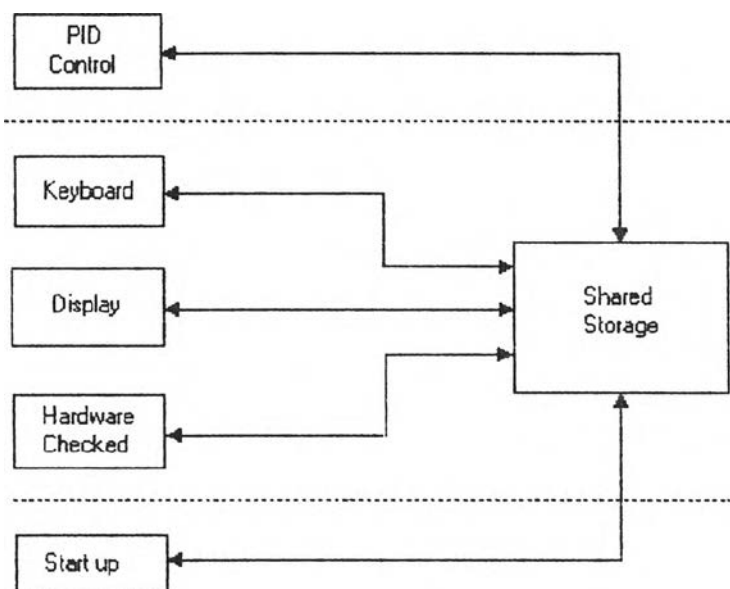 PID
Control
Keyboard
Display
Shared
Storage
Hardware
Checked
Start up